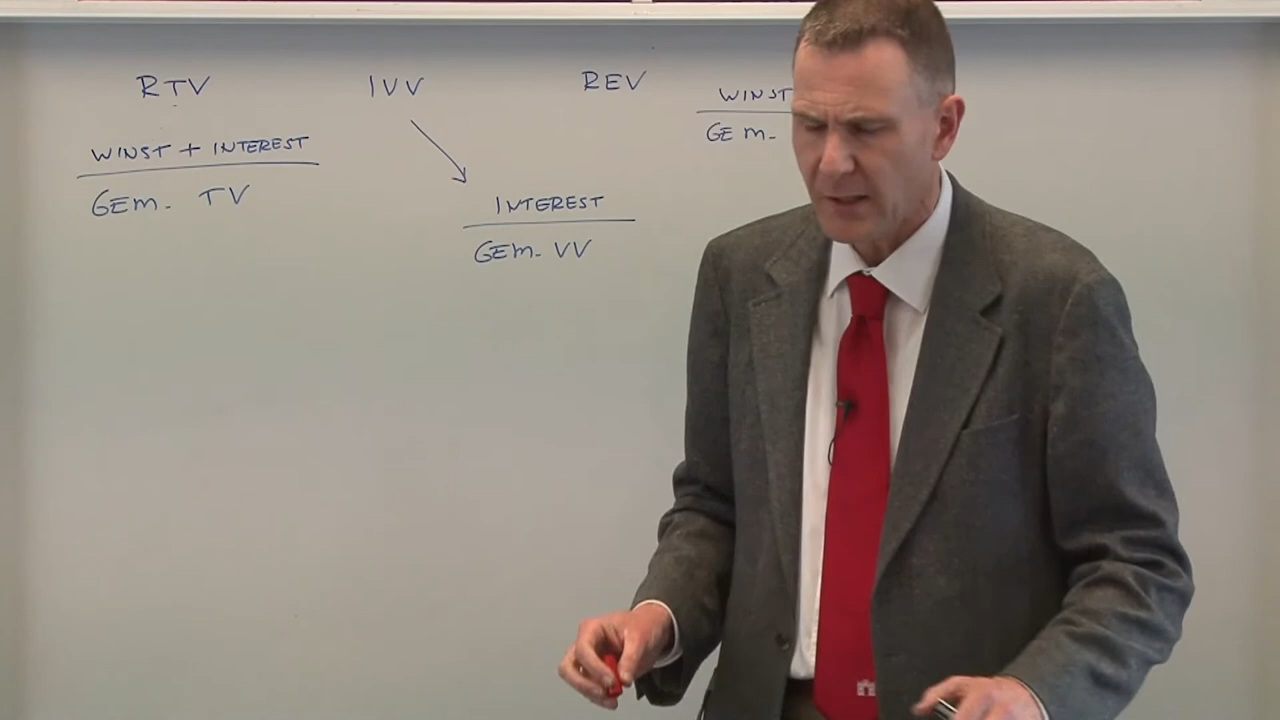 RTV IVV REV
WINST + INTEREST
GEM. TV
INTEREST
GEM. VV
WINST
GEM.